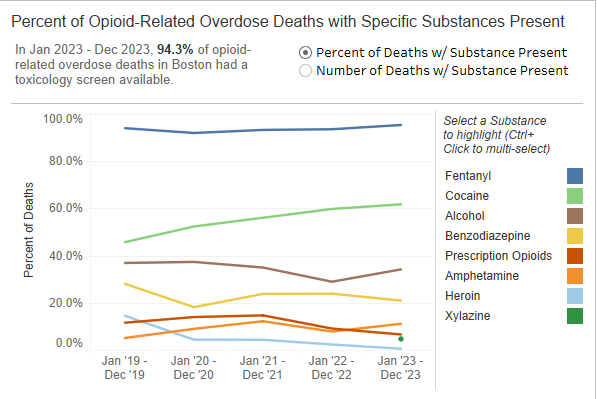 Percent of Opioid-Related Overdose Deaths with Specific Substances Present
In Jan 2023 - Dec 2023, 94.3% of opioid-
related overdose deaths in Boston had a
toxicology screen available.
Percent of Deaths w/ Substance Present
Number of Deaths w/ Substance Present
100.0%
80.0%
60.0%
40.0%
20.0%
0.0%
Percent of Deaths
Jan '19 -
Dec '19
Jan '20 -
Dec '20
Jan '21 -
Dec '21
Jan '22 -
Dec '22
Jan '23 -
Dec '23
Select a Substance
to highlight (Ctrl+
Click to multi-select)
Fentanyl
Cocaine
Alcohol
Benzodiazepine
Prescription Opioids
Amphetamine
Heroin
Xylazine